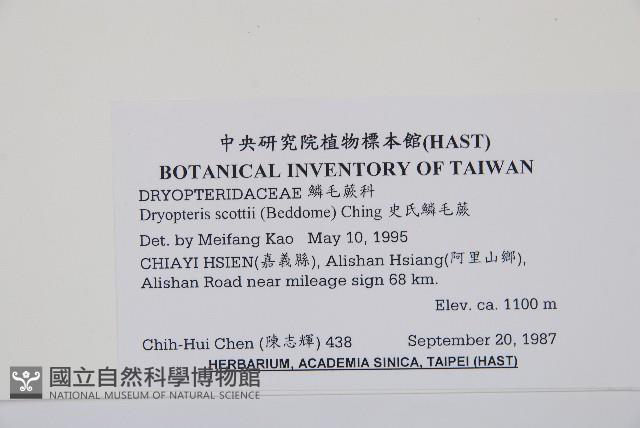 中央研究院植物標本館(HAST)
BOTANICAL INVENTORY OF TAIWAN
DRYOPTERIDACEAE 鱗毛蕨科
Dryopteris scottii (Beddome) Ching 史氏鱗毛蕨
Det. by Meifang Kao May 10, 1995
CHIAYI HSIEN(嘉義縣), Alishan Hsiang(阿里山鄉),
Alishan Road near mileage sign 68 km.
Elev. ca. 1100 m
Chih-Hui Chen (陳志輝) 438 September 20, 1987
HERBARIUM, ACADEMIA SINICA, TAIPEI (HAST)
國立自然科學博物館
NATIONAL MUSEUM OF NATURAL SCIENCE